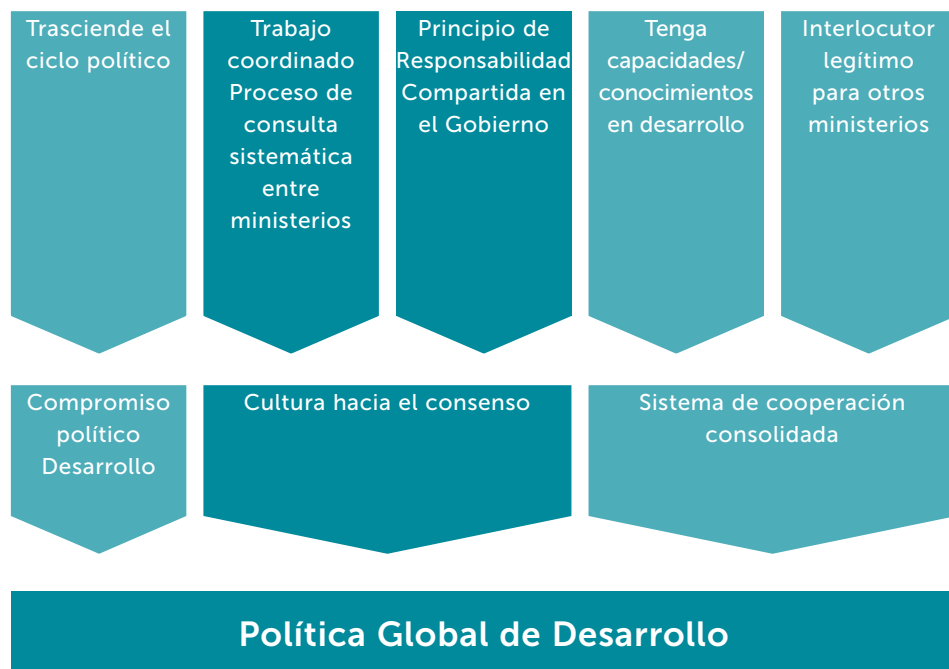 Trasciende el
ciclo político
Trabajo
coordinado
Proceso de
consulta
sistemática
entre
ministerios
Principio de
Responsabilidad
Compartida en
el Gobierno
Tenga
capacidades/
conocimientos
en desarrollo
Interlocutor
legítimo
para otros
ministerios
Compromiso
político
Desarrollo
Cultura hacia el consenso
Sistema de cooperación
consolidada
Política Global de Desarrollo